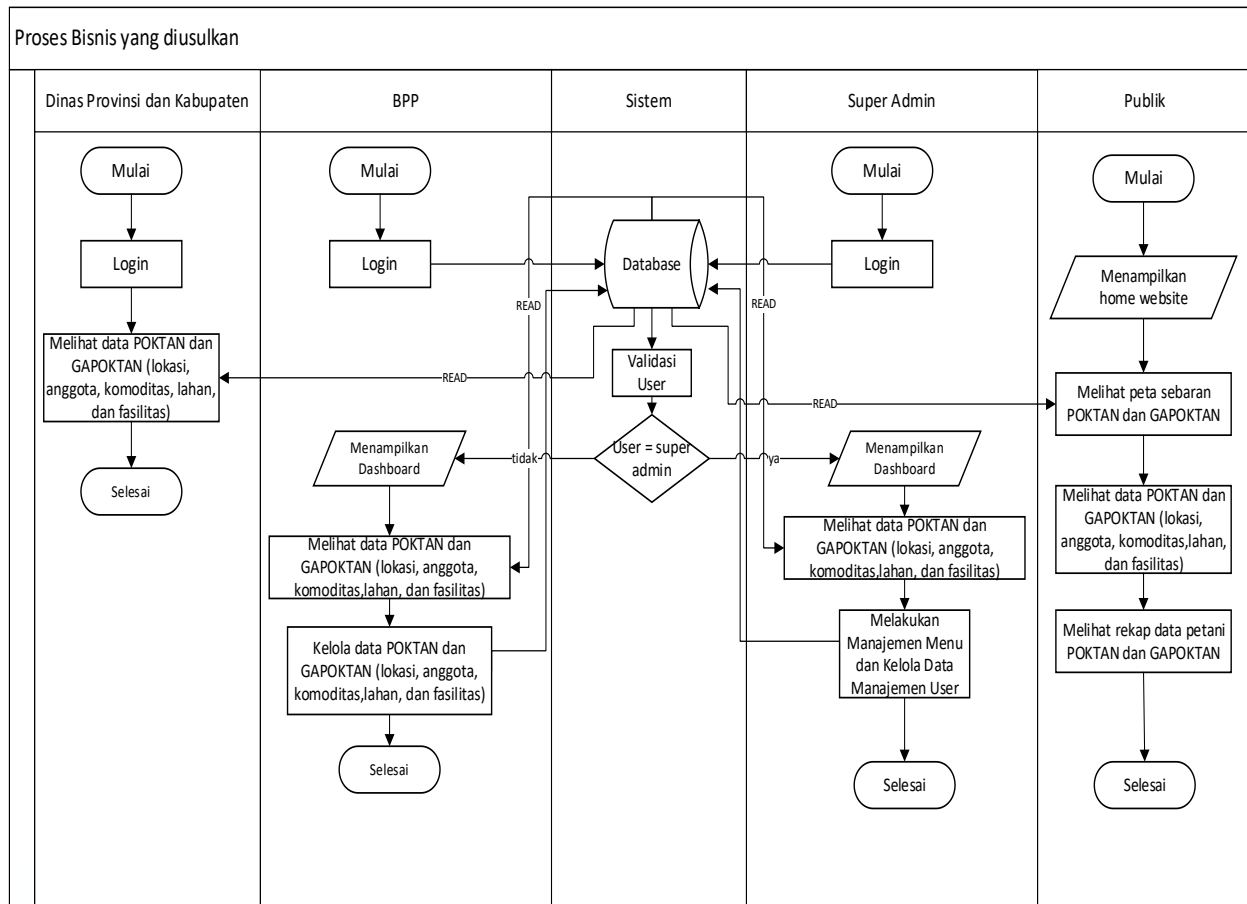 Proses Bisnis yang diusulkan
Dinas Provinsi dan Kabupaten
BPP
Sistem
Super Admin
Publik
Mulai
Login
Melihat data POKTAN dan
GAPOKTAN (lokasi,
anggota, komoditas, lahan,
dan fasilitas)
Selesai
Mulai
Login
Menampilkan
Dashboard
Melihat data POKTAN dan
GAPOKTAN (lokasi, anggota,
komoditas,lahan, dan fasilitas)
Kelola data POKTAN dan
GAPOKTAN (lokasi, anggota,
komoditas,lahan, dan fasilitas)
Selesai
READ
READ
tidak
Database
Validasi
User
User = super
admin
ya
READ
READ
Mulai
Login
Menampilkan
Dashboard
Melihat data POKTAN dan
GAPOKTAN (lokasi, anggota,
komoditas,lahan, dan fasilitas)
Melakukan
Manajemen Menu
dan Kelola Data
Manajemen User
Selesai
Mulai
Menampilkan
home website
Melihat peta sebaran
POKTAN dan GAPOKTAN
Melihat data POKTAN dan
GAPOKTAN (lokasi,
anggota, komoditas,lahan,
dan fasilitas)
Melihat rekap data petani
POKTAN dan GAPOKTAN
Selesai